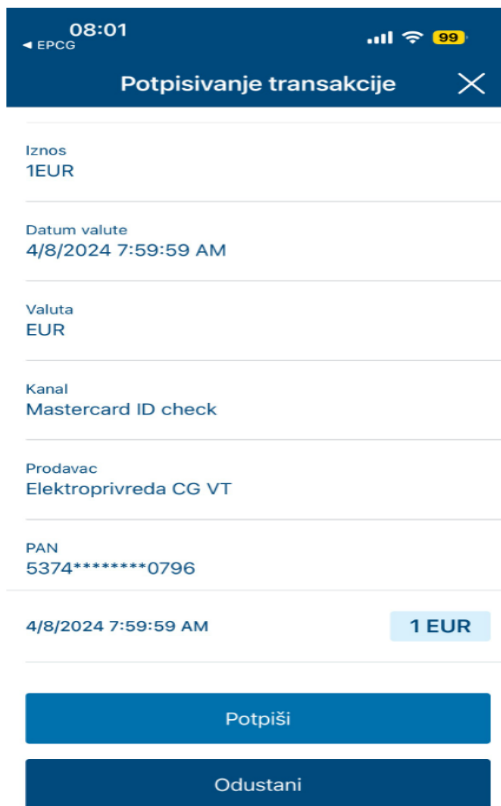 08:01
◄ EPCG
99
Potpisivanje transakcije
Iznos
1EUR
Datum valute
4/8/2024 7:59:59 AM
Valuta
EUR
Kanal
Mastercard ID check
Prodavac
Elektroprivreda CG VT
PAN
5374********0796
4/8/2024 7:59:59 AM
1 EUR
Potpiši
Odustani